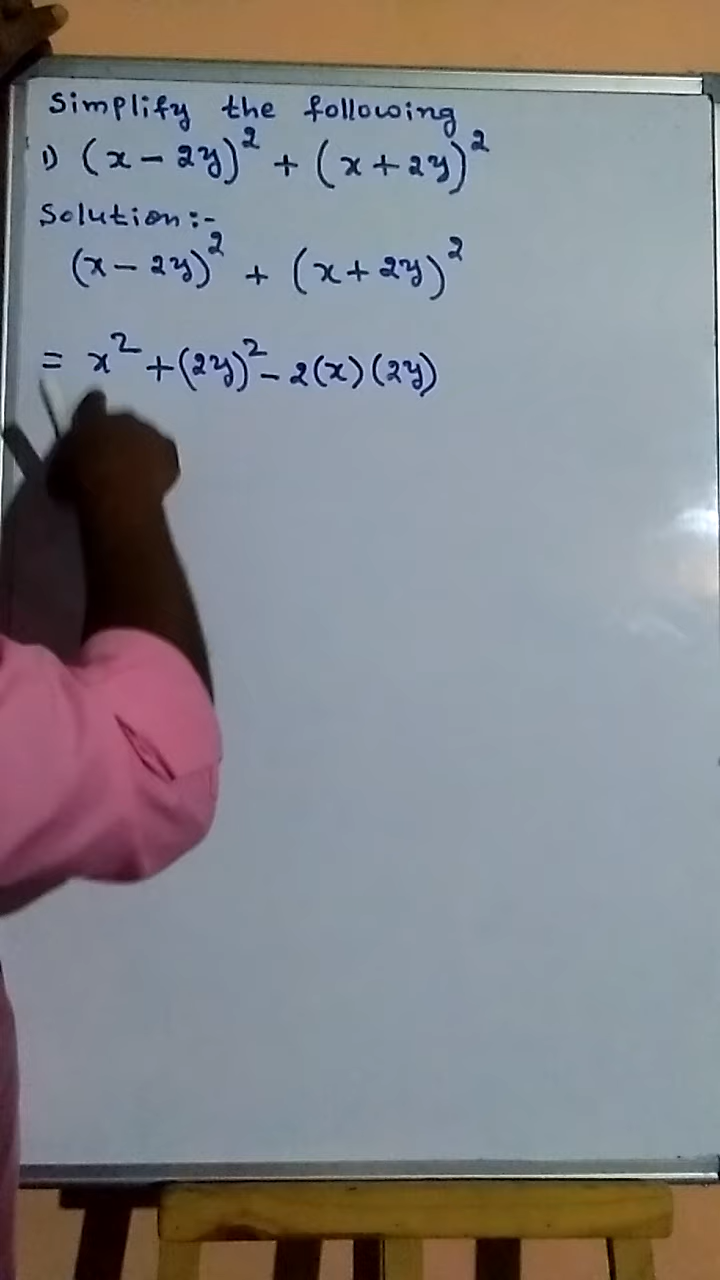 Simplify the following
1) (x - 2y)² + (x + 2y)²
Solution :-
(x - 2y)² + (x + 2y)²
= x² + (2y)² - 2(x)(2y)